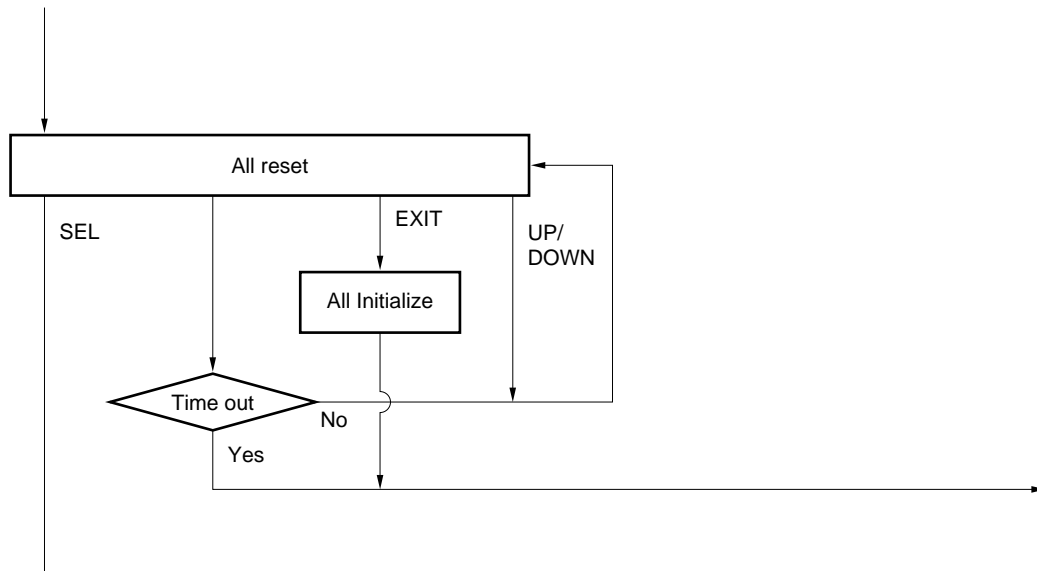 All reset
SEL
EXIT
UP/
DOWN
All Initialize
Time out
No
Yes